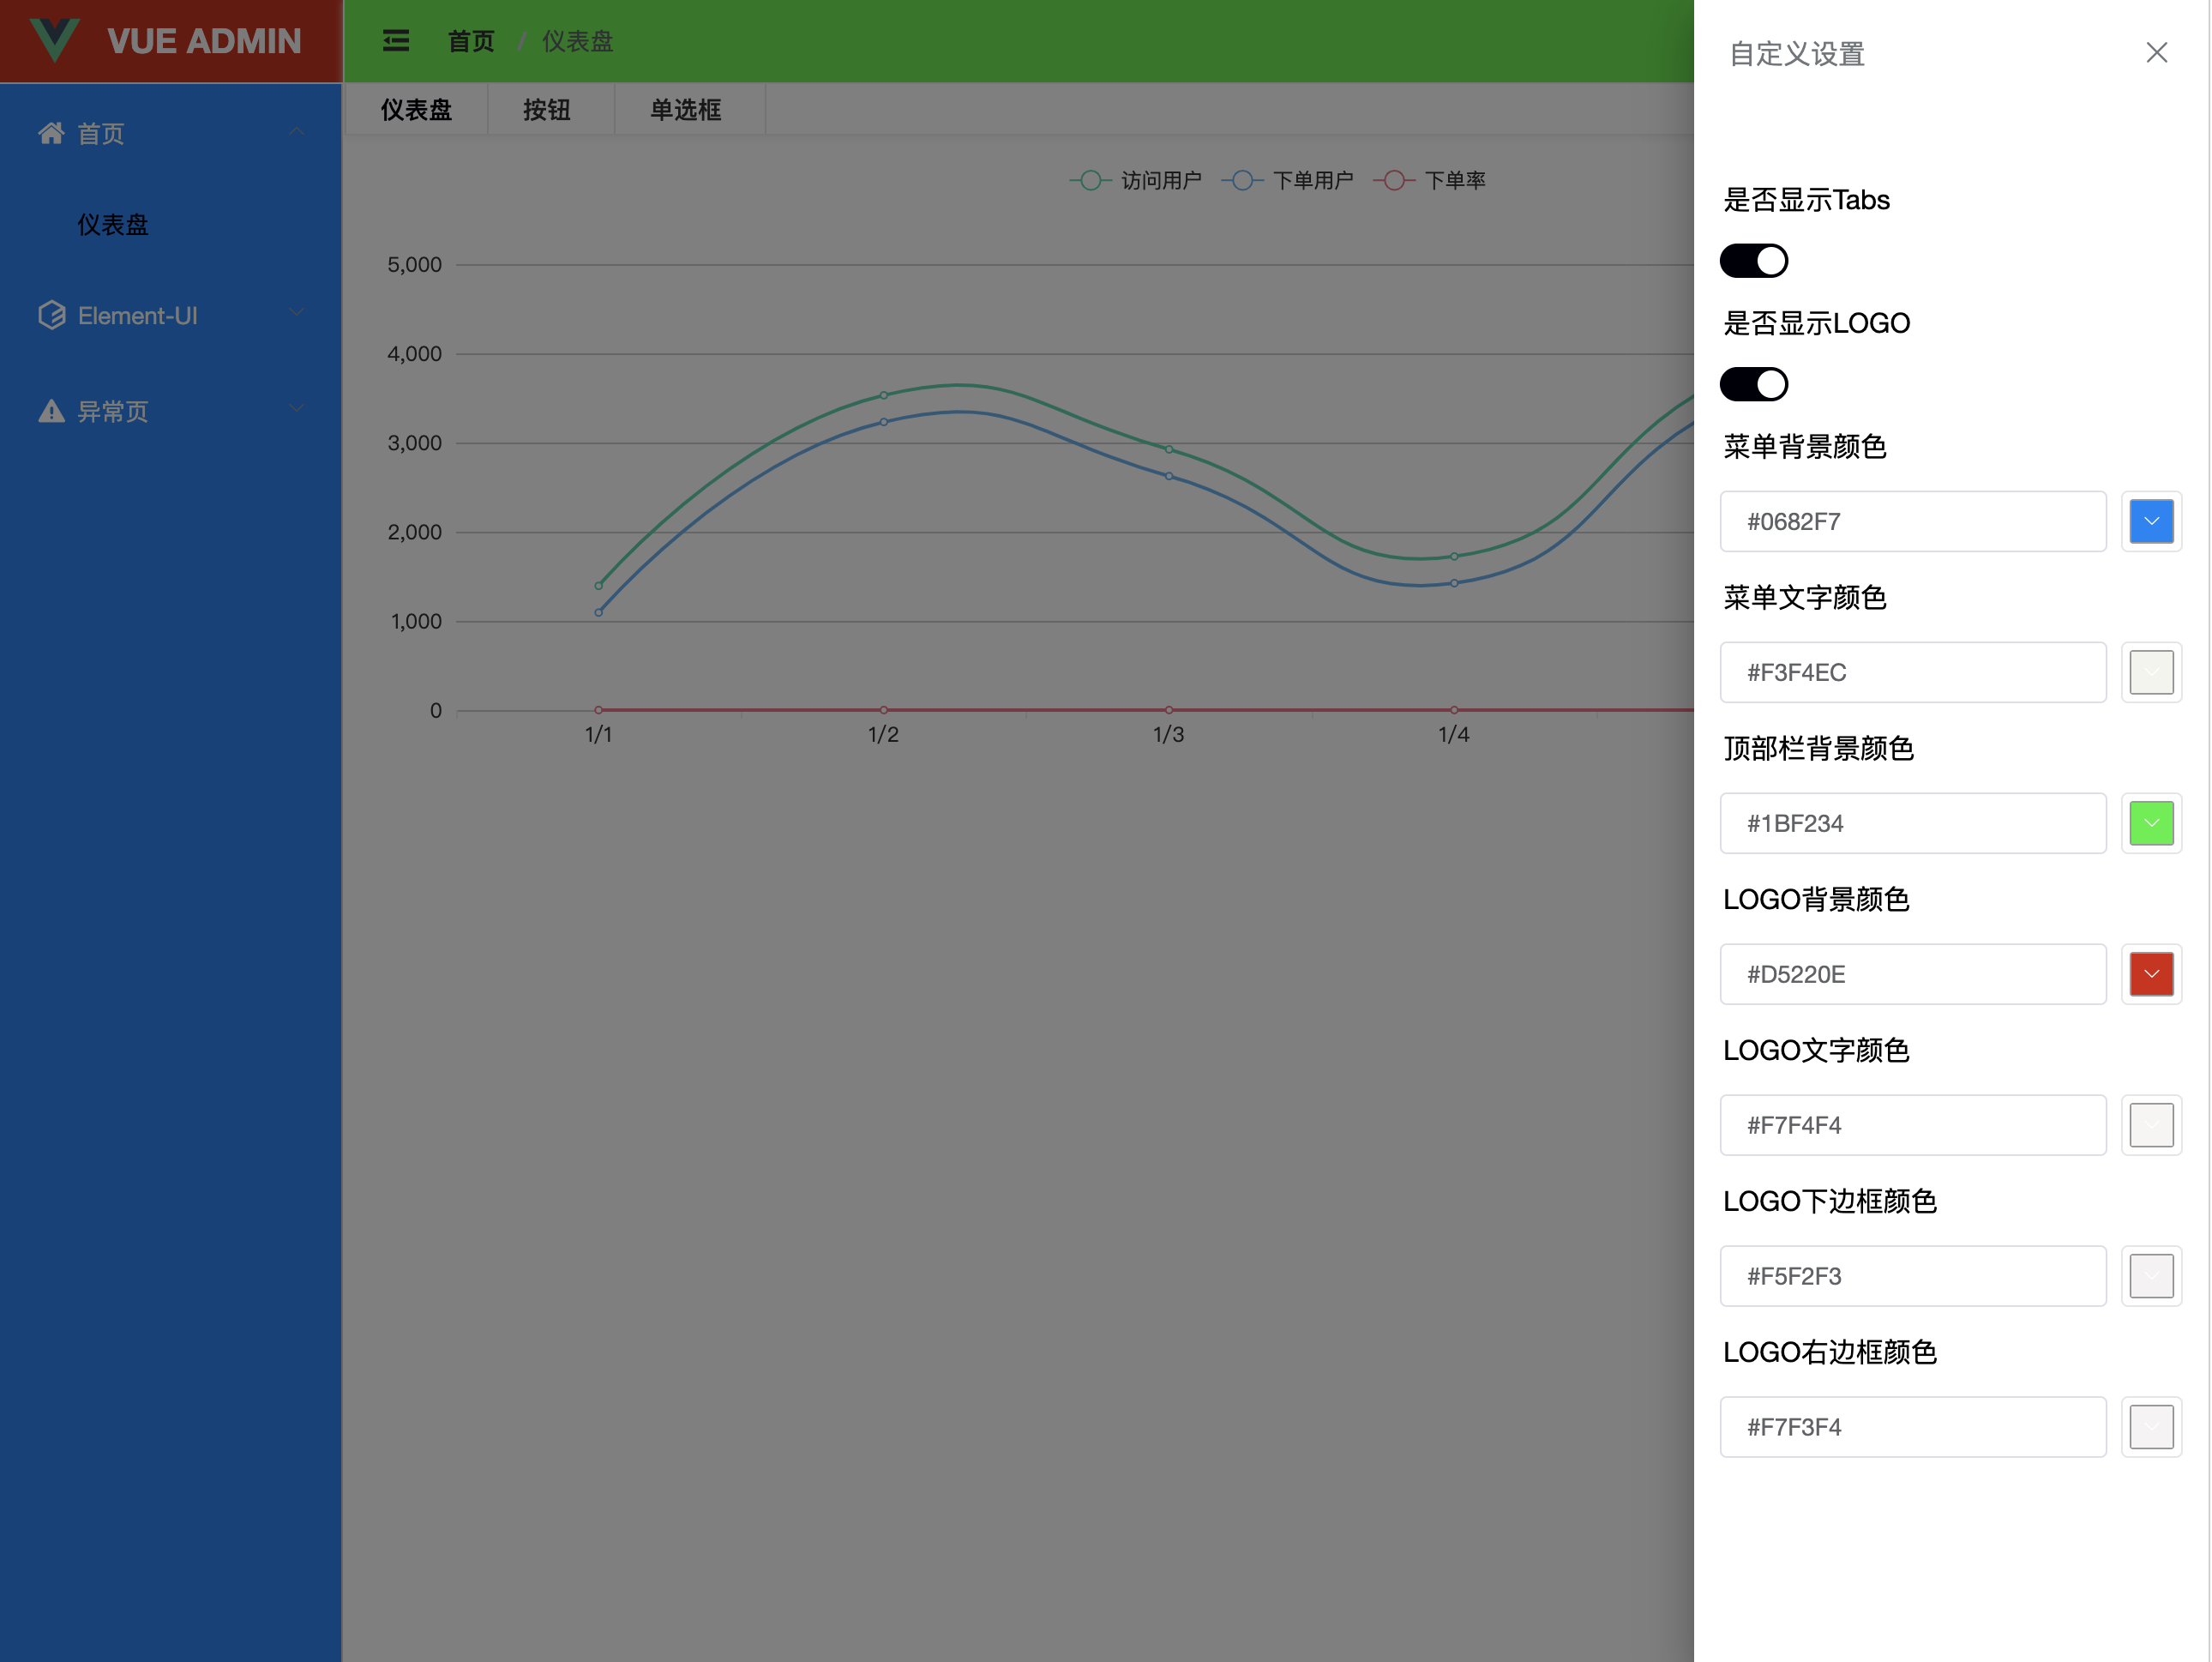 VUE ADMIN
首页 / 仪表盘
首页
仪表盘
Element-UI
异常页
仪表盘
按钮
单选框
访问用户
下单用户
下单率
5,000
4,000
3,000
2,000
1,000
0
1/1
1/2
1/3
1/4
自定义设置
是否显示Tabs
是否显示LOGO
菜单背景颜色
#0682F7
菜单文字颜色
#F3F4EC
顶部栏背景颜色
#1BF234
LOGO背景颜色
#D5220E
LOGO文字颜色
#F7F4F4
LOGO下边框颜色
#F5F2F3
LOGO右边框颜色
#F7F3F4